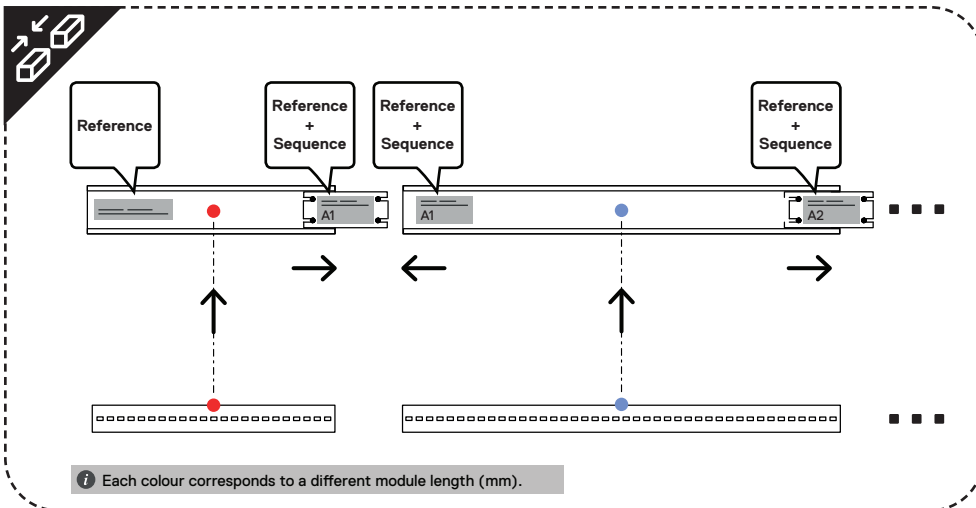 Reference
Reference
+
Sequence
Reference
+
Sequence
Reference
+
Sequence
A1
A1
A2
i Each colour corresponds to a different module length (mm).